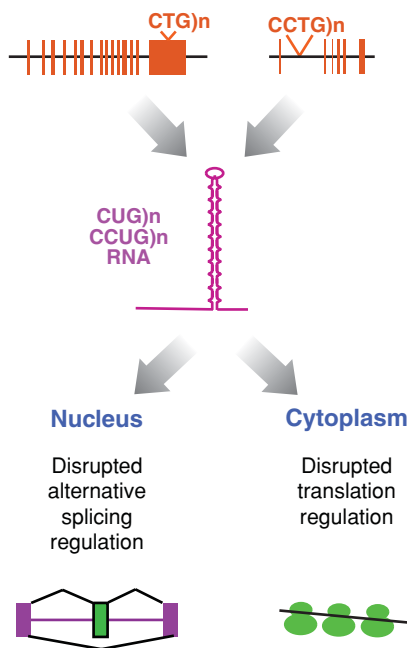 CTG)n
CCTG)n
CUG)n
CCUG)n
RNA
Nucleus
Disrupted
alternative
splicing
regulation
Cytoplasm
Disrupted
translation
regulation